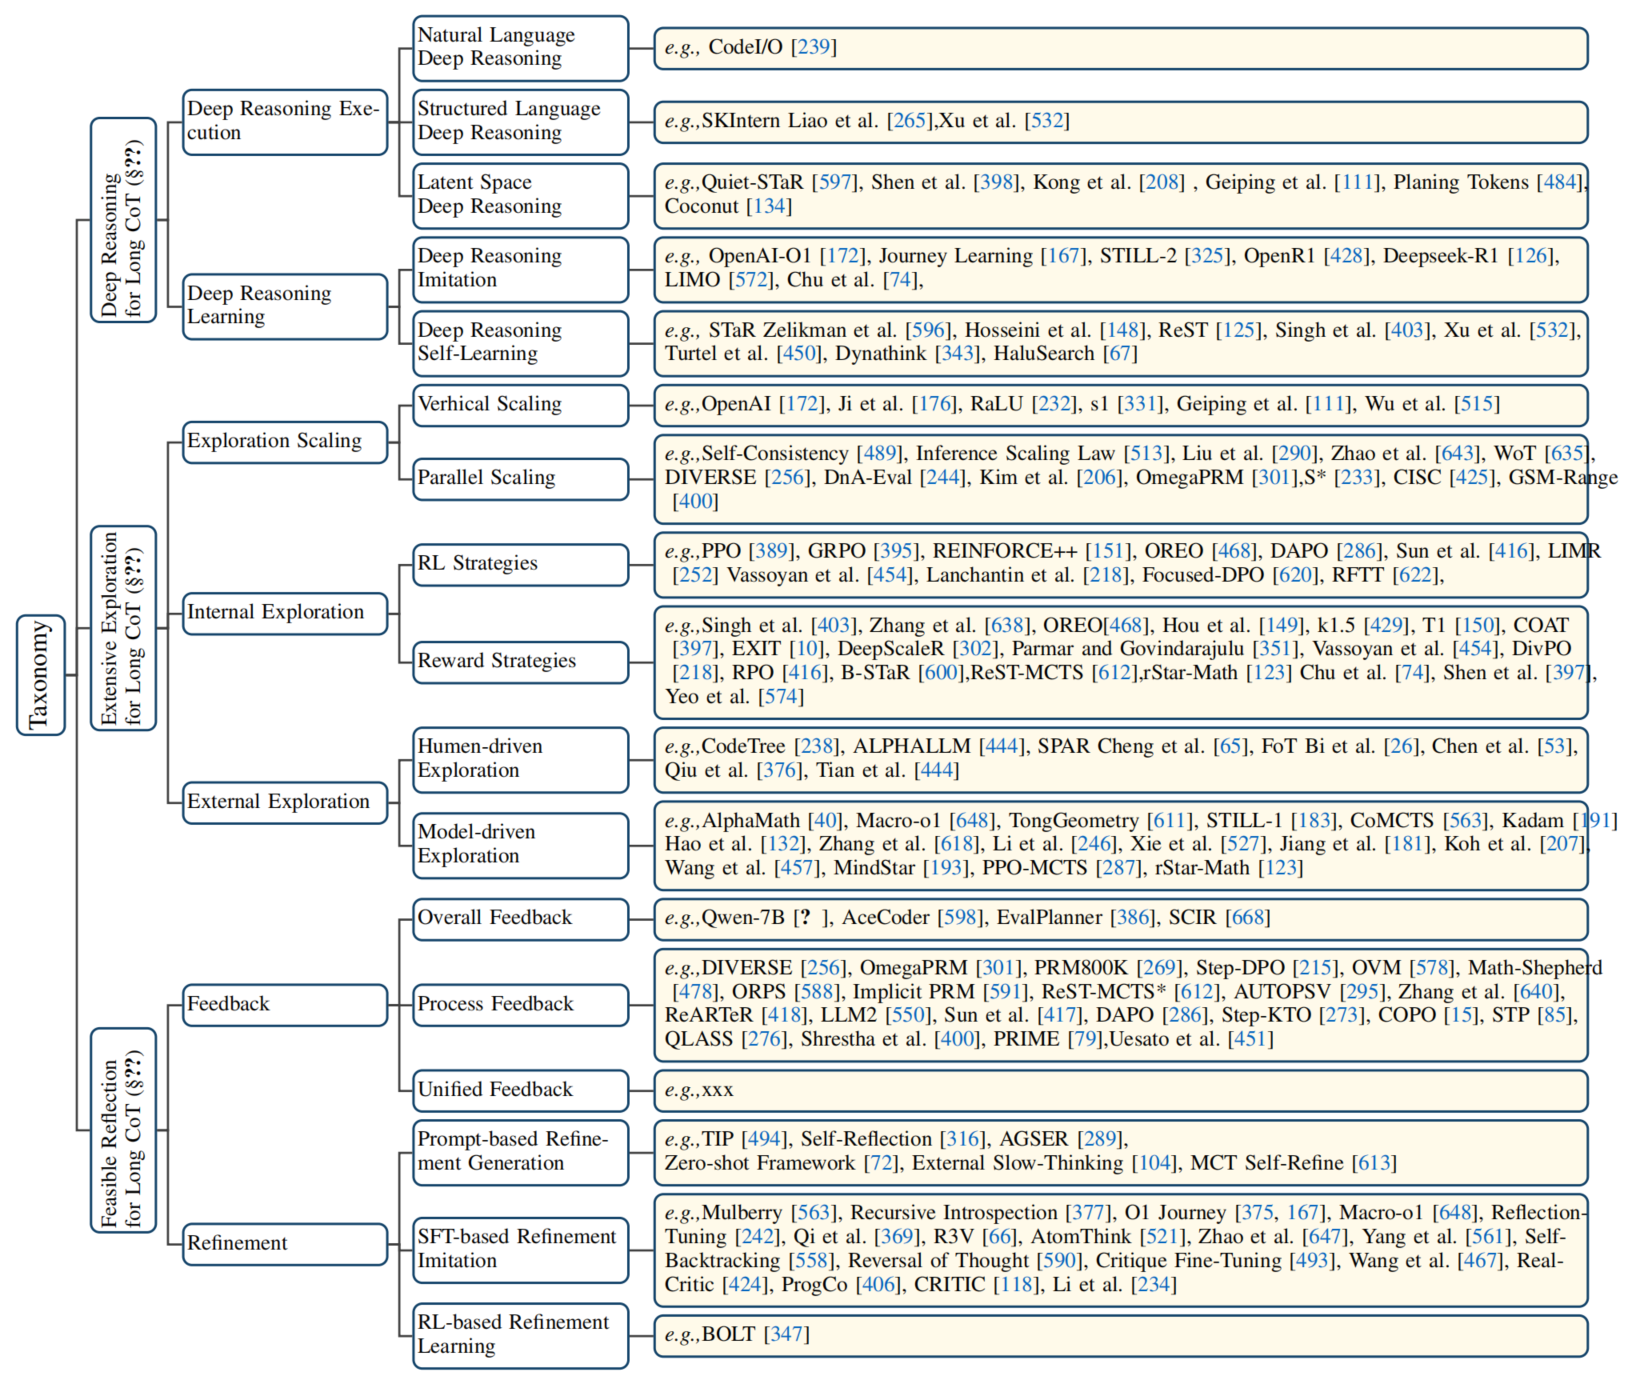 Taxonomy
Deep Reasoning
for Long CoT (§??)
Deep Reasoning Exe-
cution
Natural Language
Deep Reasoning
e.g., CodeI/O [239]
Structured Language
Deep Reasoning
e.g.,SKIntern Liao et al. [265],Xu et al. [532]
Latent Space
Deep Reasoning
e.g.,Quiet-STaR [597], Shen et al. [398], Kong et al. [208] , Geiping et al. [111], Planing Tokens [484],
Coconut [134]
Deep Reasoning
Learning
Deep Reasoning
Imitation
e.g., OpenAI-O1 [172], Journey Learning [167], STILL-2 [325], OpenR1 [428], Deepseek-R1 [126],
LIMO [572], Chu et al. [74],
Deep Reasoning
Self-Learning
e.g., STaR Zelikman et al. [596], Hosseini et al. [148], ReST [125], Singh et al. [403], Xu et al. [532],
Turtel et al. [450], Dynathink [343], HaluSearch [67]
Extensive Exploration
for Long CoT (§??)
Exploration Scaling
Verhical Scaling
e.g.,OpenAI [172], Ji et al. [176], RaLU [232], s1 [331], Geiping et al. [111], Wu et al. [515]
Parallel Scaling
e.g.,Self-Consistency [489], Inference Scaling Law [513], Liu et al. [290], Zhao et al. [643], WoT [635],
DIVERSE [256], DnA-Eval [244], Kim et al. [206], OmegaPRM [301],S* [233], CISC [425], GSM-Range
[400]
Internal Exploration
RL Strategies
e.g.,PPO [389], GRPO [395], REINFORCE++ [151], OREO [468], DAPO [286], Sun et al. [416], LIMR
[252] Vassoyan et al. [454], Lanchantin et al. [218], Focused-DPO [620], RFTT [622],
Reward Strategies
e.g.,Singh et al. [403], Zhang et al. [638], OREO[468], Hou et al. [149], k1.5 [429], T1 [150], COAT
[397], EXIT [10], DeepScaleR [302], Parmar and Govindarajulu [351], Vassoyan et al. [454], DivPO
[218], RPO [416], B-STaR [600],ReST-MCTS [612],rStar-Math [123] Chu et al. [74], Shen et al. [397],
Yeo et al. [574]
External Exploration
Humen-driven
Exploration
e.g.,CodeTree [238], ALPHALLM [444], SPAR Cheng et al. [65], FoT Bi et al. [26], Chen et al. [53],
Qiu et al. [376], Tian et al. [444]
Model-driven
Exploration
e.g.,AlphaMath [40], Macro-o1 [648], TongGeometry [611], STILL-1 [183], CoMCTS [563], Kadam [191]
Hao et al. [132], Zhang et al. [618], Li et al. [246], Xie et al. [527], Jiang et al. [181], Koh et al. [207],
Wang et al. [457], MindStar [193], PPO-MCTS [287], rStar-Math [123]
Feasible Reflection
for Long CoT (§??)
Feedback
Overall Feedback
e.g.,Qwen-7B [? ], AceCoder [598], EvalPlanner [386], SCIR [668]
Process Feedback
e.g.,DIVERSE [256], OmegaPRM [301], PRM800K [269], Step-DPO [215], OVM [578], Math-Shepherd
[478], ORPS [588], Implicit PRM [591], ReST-MCTS* [612], AUTOPSV [295], Zhang et al. [640],
ReARTeR [418], LLM2 [550], Sun et al. [417], DAPO [286], Step-KTO [273], COPO [15], STP [85],
QLASS [276], Shrestha et al. [400], PRIME [79],Uesato et al. [451]
Unified Feedback
e.g.,xxx
Refinement
Prompt-based Refine-
ment Generation
e.g.,TIP [494], Self-Reflection [316], AGSER [289],
Zero-shot Framework [72], External Slow-Thinking [104], MCT Self-Refine [613]
SFT-based Refinement
Imitation
e.g.,Mulberry [563], Recursive Introspection [377], O1 Journey [375, 167], Macro-o1 [648], Reflection-
Tuning [242], Qi et al. [369], R3V [66], AtomThink [521], Zhao et al. [647], Yang et al. [561], Self-
Backtracking [558], Reversal of Thought [590], Critique Fine-Tuning [493], Wang et al. [467], Real-
Critic [424], ProgCo [406], CRITIC [118], Li et al. [234]
RL-based Refinement
Learning
e.g.,BOLT [347]